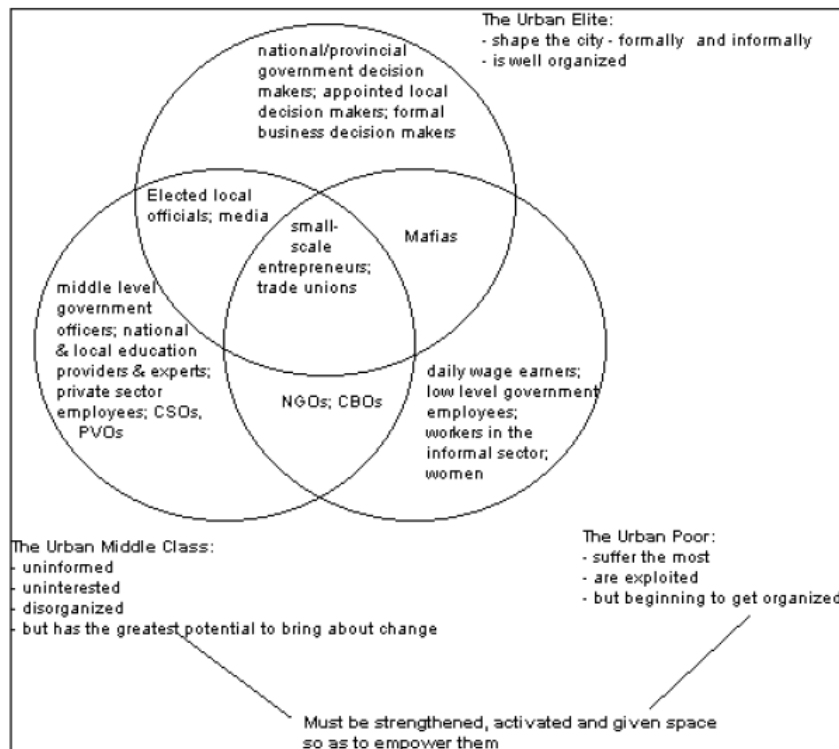 The Urban Elite:
- shape the city - formally and informally
- is well organized
national/provincial
government decision
makers; appointed local
decision makers; formal
business decision makers
Elected local
officials; media
small-
scale
entrepreneurs;
trade unions
Mafias
middle level
government
officers; national
& local education
providers & experts;
private sector
employees; CSOs,
PVOs
NGOs; CBOs
daily wage earners;
low level government
employees;
workers in the
informal sector;
women
The Urban Middle Class:
- uninformed
- uninterested
- disorganized
- but has the greatest potential to bring about change
The Urban Poor:
- suffer the most
- are exploited
- but beginning to get organized
Must be strengthened, activated and given space
so as to empower them